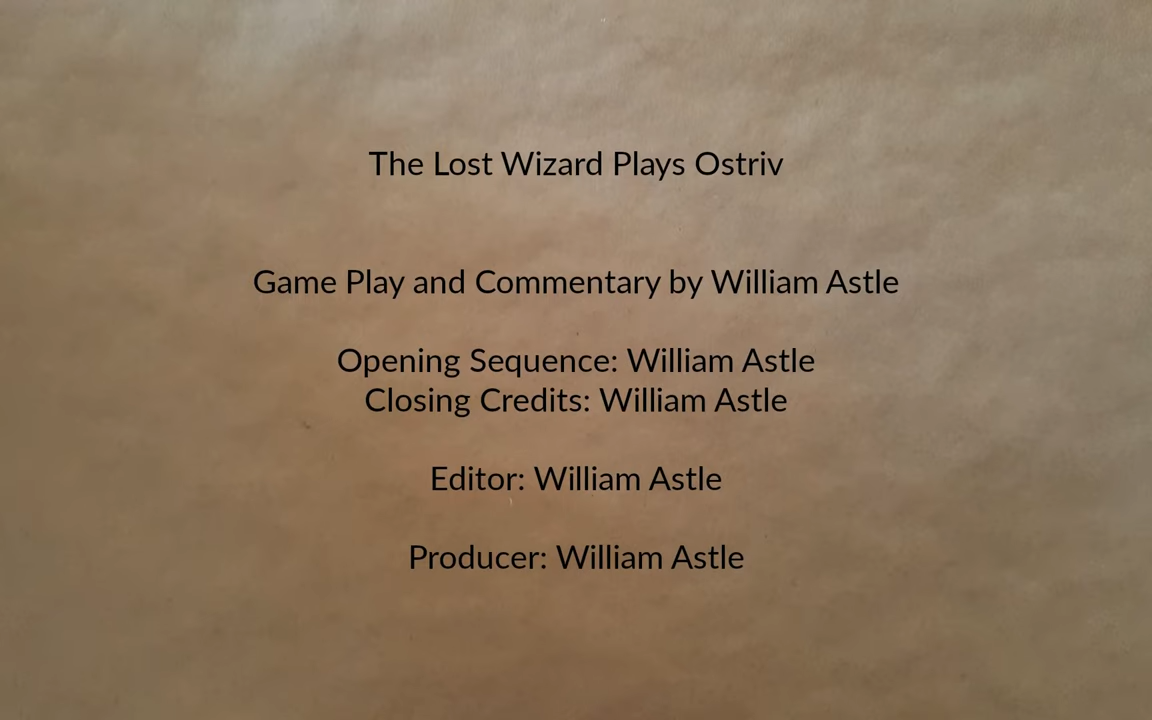 The Lost Wizard Plays Ostriv
Game Play and Commentary by William Astle
Opening Sequence: William Astle
Closing Credits: William Astle
Editor: William Astle
Producer: William Astle